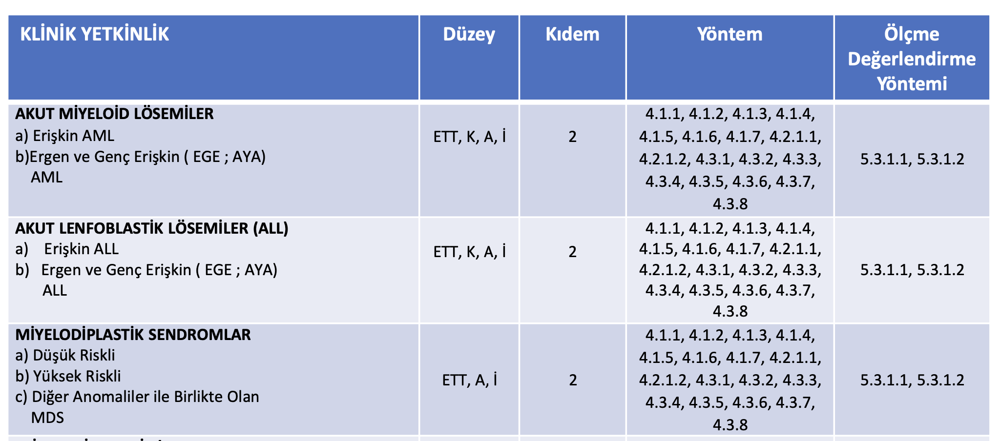 KLİNİK YETKİNLİK
Düzey
Kıdem
Yöntem
Ölçme
Değerlendirme
Yöntemi
AKUT MİYELOİD LÖSEMİLER
a) Erişkin AML
b)Ergen ve Genç Erişkin ( EGE ; AYA)
AML
ETT, K, A, İ
2
4.1.1, 4.1.2, 4.1.3, 4.1.4,
4.1.5, 4.1.6, 4.1.7, 4.2.1.1,
4.2.1.2, 4.3.1, 4.3.2, 4.3.3,
4.3.4, 4.3.5, 4.3.6, 4.3.7,
4.3.8
5.3.1.1, 5.3.1.2
AKUT LENFOBLASTİK LÖSEMİLER (ALL)
a) Erişkin ALL
b) Ergen ve Genç Erişkin ( EGE ; AYA)
ALL
ETT, K, A, İ
2
4.1.1, 4.1.2, 4.1.3, 4.1.4,
4.1.5, 4.1.6, 4.1.7, 4.2.1.1,
4.2.1.2, 4.3.1, 4.3.2, 4.3.3,
4.3.4, 4.3.5, 4.3.6, 4.3.7,
4.3.8
5.3.1.1, 5.3.1.2
MİYELODİPLASTİK SENDROMLAR
a) Düşük Riskli
b) Yüksek Riskli
c) Diğer Anomaliler ile Birlikte Olan
MDS
ETT, A, İ
2
4.1.1, 4.1.2, 4.1.3, 4.1.4,
4.1.5, 4.1.6, 4.1.7, 4.2.1.1,
4.2.1.2, 4.3.1, 4.3.2, 4.3.3,
4.3.4, 4.3.5, 4.3.6, 4.3.7,
4.3.8
5.3.1.1, 5.3.1.2